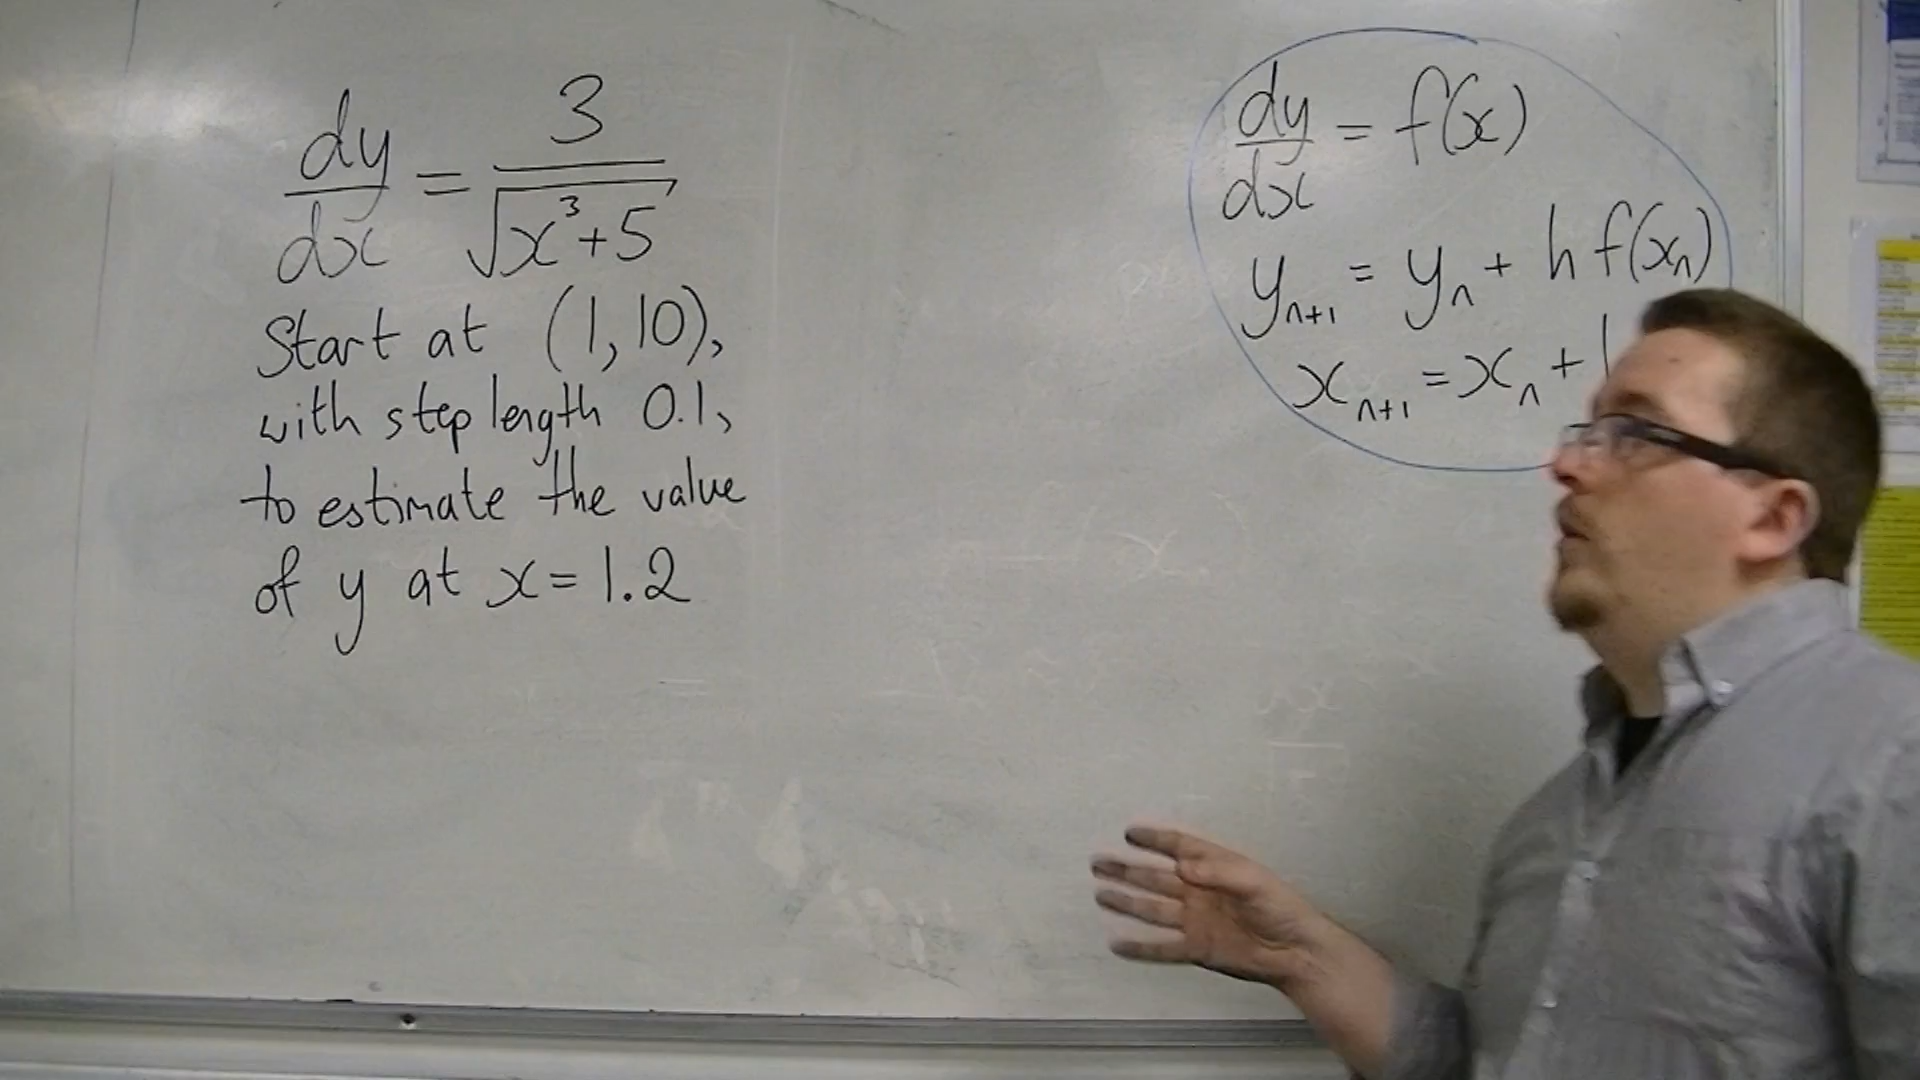 dy/dx = 3/√(x³+5)
Start at (1, 10),
with step length 0.1,
to estimate the value
of y at x = 1.2
dy/dx = f(x)
yₙ₊₁ = yₙ + h f(xₙ)
xₙ₊₁ = xₙ +